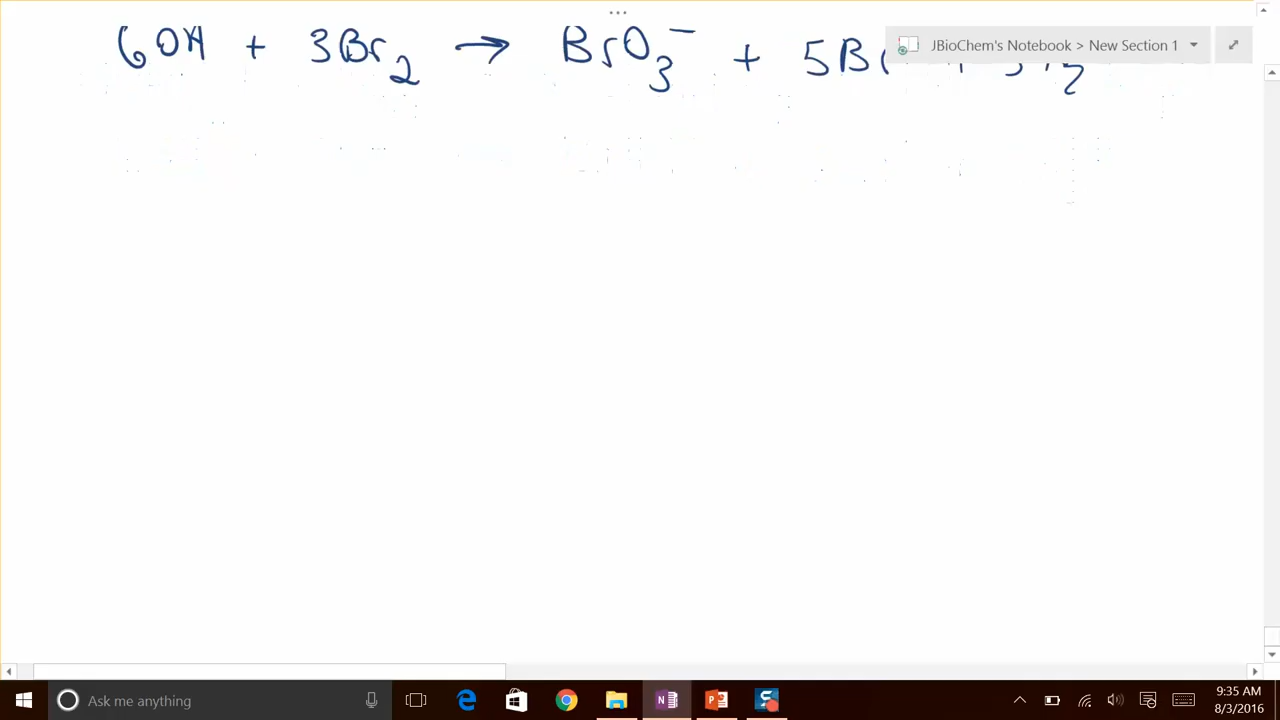 6OH + 3Br2 → BrO3⁻ + 5B
JBioChem's Notebook > New Section 1
Ask me anything
9:35 AM
8/3/2016